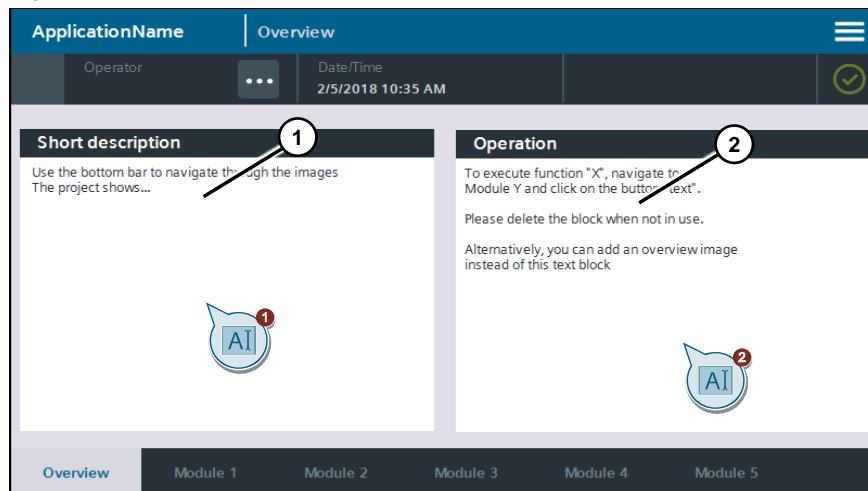 ApplicationName
Overview
Operator
...
Date/Time
2/5/2018 10:35 AM
Short description
1
Use the bottom bar to navigate through the images
The project shows...
AI
1
Operation
2
To execute function "X", navigate to
Module Y and click on the button "text".
Please delete the block when not in use.
Alternatively, you can add an overview image
instead of this text block
AI
2
Overview
Module 1
Module 2
Module 3
Module 4
Module 5